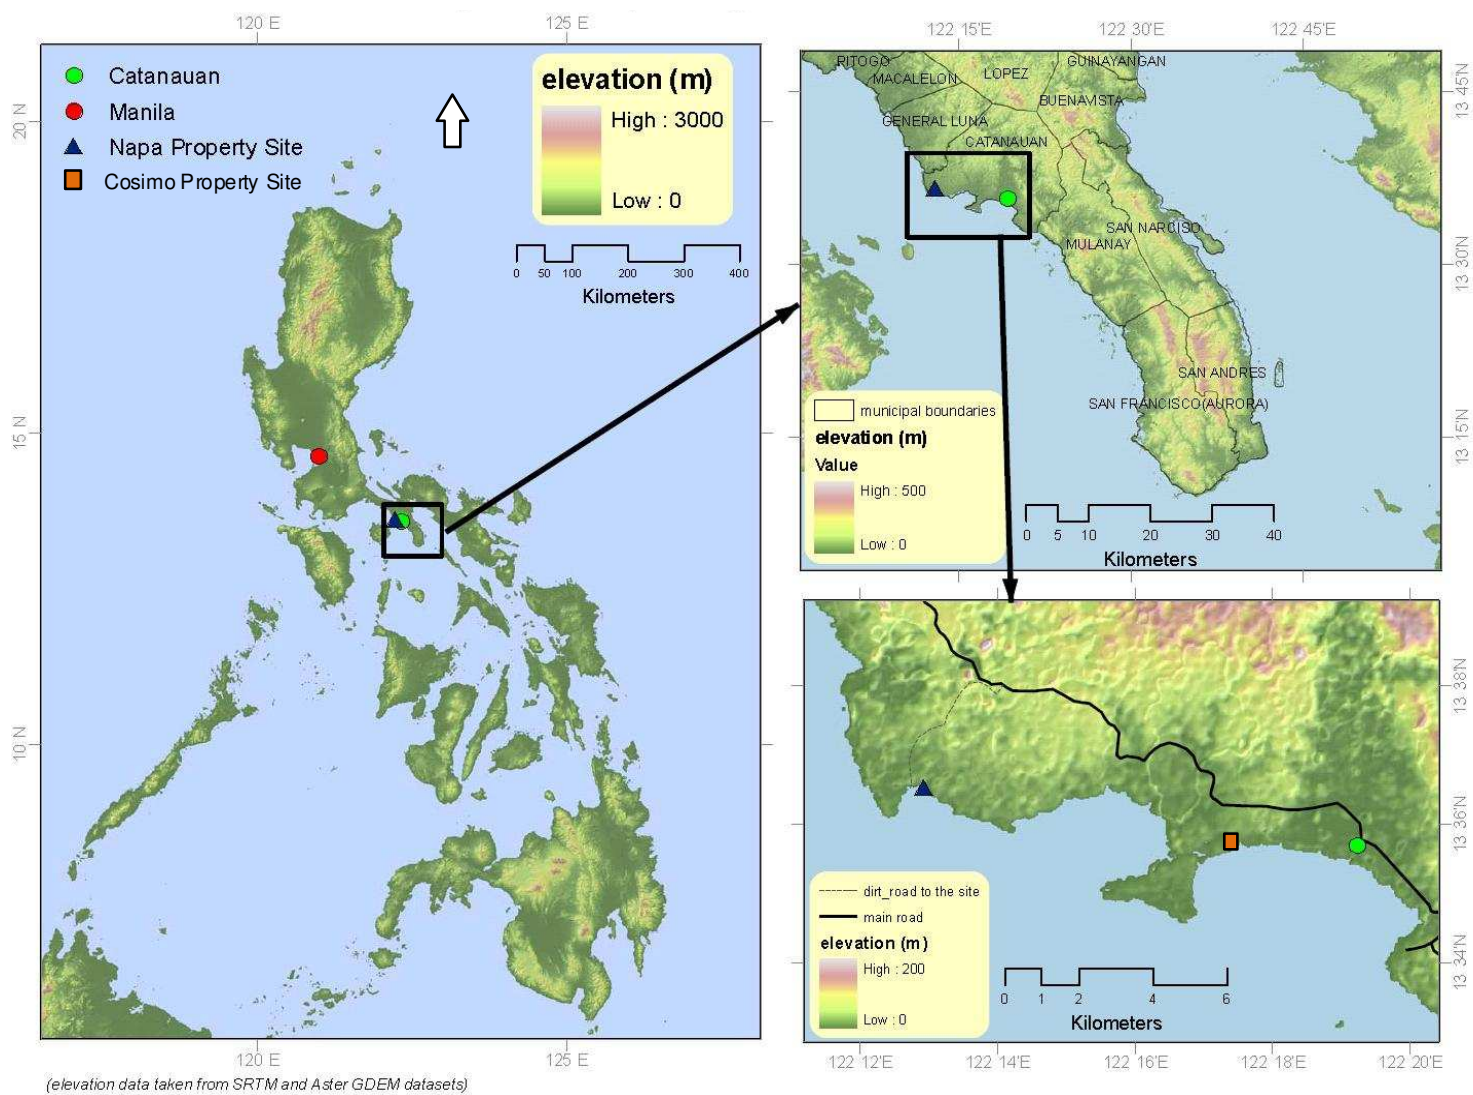 120 E
125 E
Catanauan
Manila
Napa Property Site
Cosimo Property Site
elevation (m)
High : 3000
Low : 0
0 50 100 200 300 400
Kilometers
20 N
15 N
10 N
120 E
125 E
(elevation data taken from SRTM and Aster GDEM datasets)
122 15'E
122 30'E
122 45'E
PITOGO
MACALELON
LOPEZ
GUINAYANGAN
BUENAVISTA
GENERAL LUNA
CATANAUAN
SAN NARCISO
MULANAY
SAN ANDRES
SAN FRANCISCO(AURORA)
13 45'N
13 30'N
13 15'N
municipal boundaries
elevation (m)
Value
High : 500
Low : 0
0 5 10 20 30 40
Kilometers
13 38'N
13 36'N
13 34'N
dirt_road to the site
main road
elevation (m)
High : 200
Low : 0
0 1 2 4 6
Kilometers
122 12'E
122 14'E
122 16'E
122 18'E
122 20'E